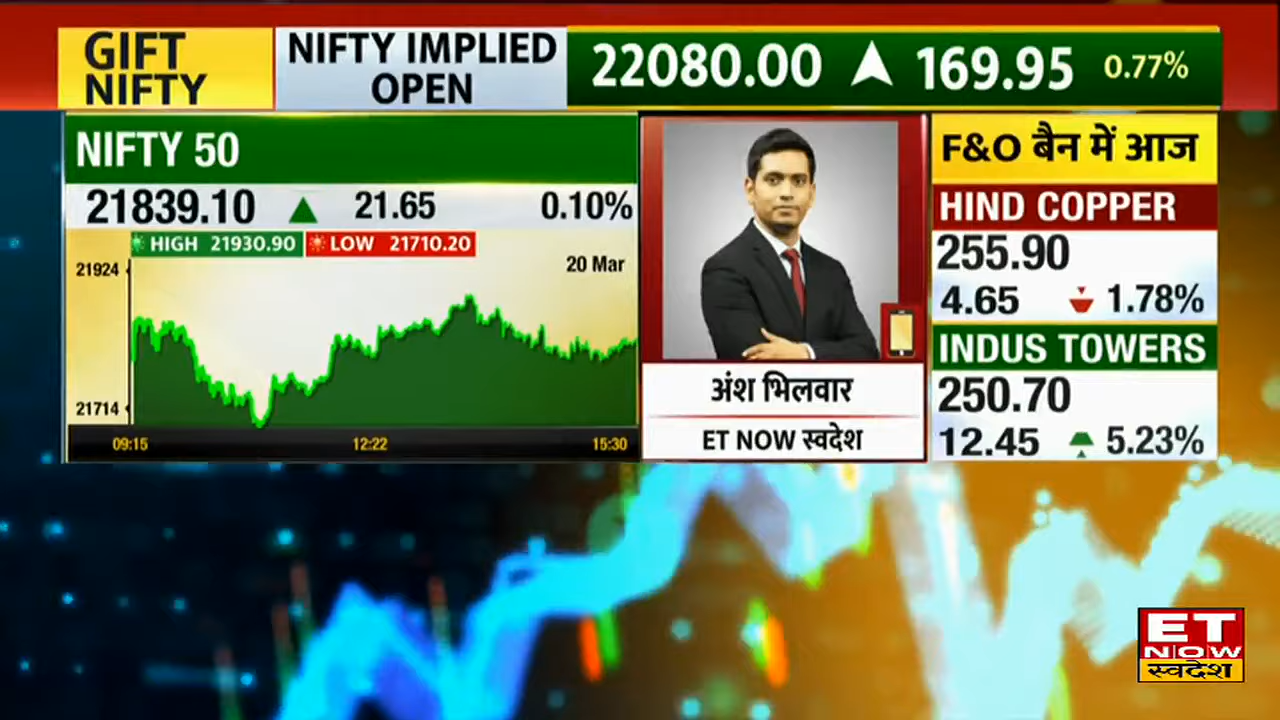 GIFT
NIFTY
NIFTY IMPLIED
OPEN
22080.00 169.95 0.77%
NIFTY 50
21839.10 21.65 0.10%
HIGH 21930.90 LOW 21710.20
20 Mar
21924
21714
09:15 12:22 15:30
अंश भिलवार
ET NOW स्वदेश
F&O बैन में आज
HIND COPPER
255.90
4.65 1.78%
INDUS TOWERS
250.70
12.45 5.23%
ET
NOW
स्वदेश